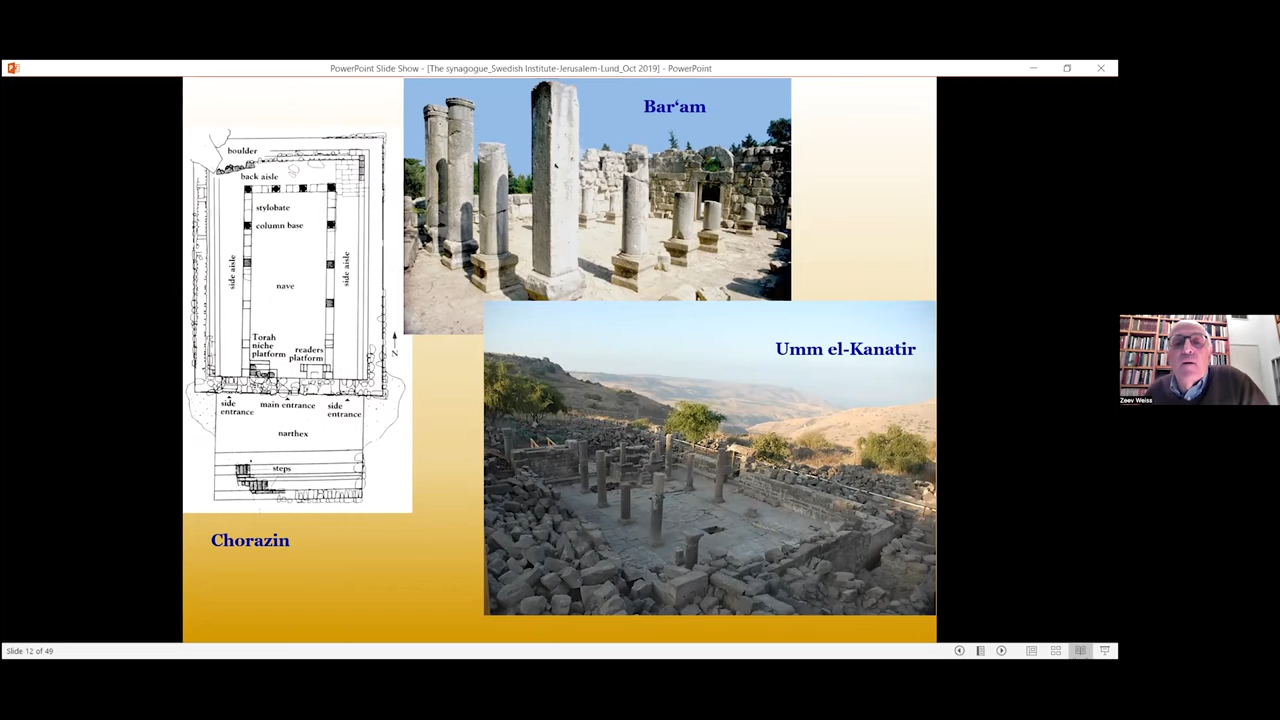 PowerPoint Slide Show - [The synagogue_Swedish Institute-Jerusalem-Lund_Oct 2019] - PowerPoint
Bar‘am
boulder
back aisle
stylobate
column base
side aisle
side aisle
nave
Torah
niche
platform
readers
platform
N
side
entrance
main entrance
side
entrance
narthex
steps
Chorazin
Umm el-Kanatir
Zeev Weiss
Slide 12 of 49